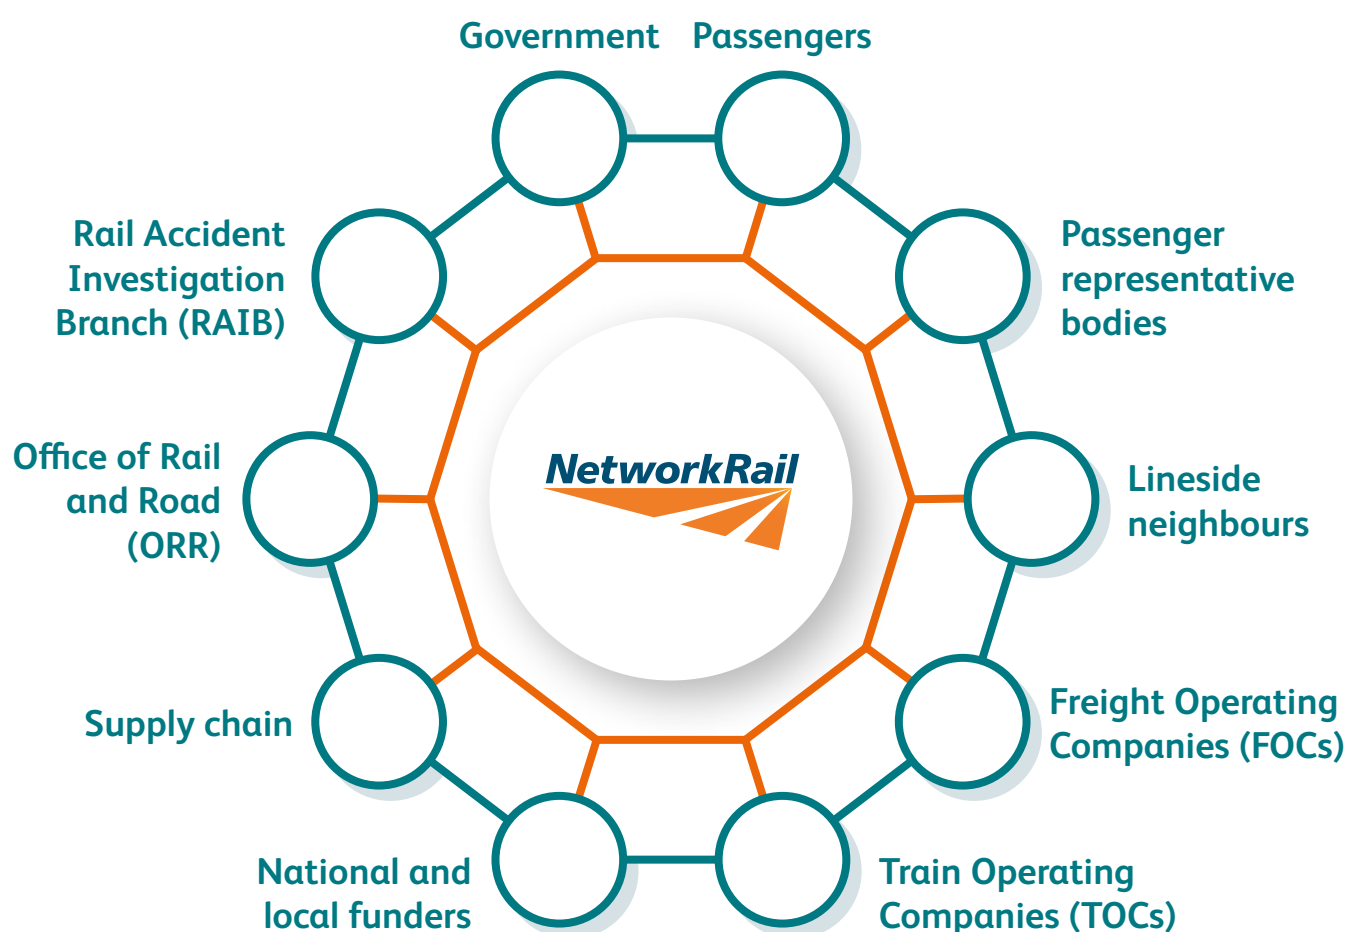 Government
Passengers
Rail Accident
Investigation
Branch (RAIB)
Passenger
representative
bodies
Office of Rail
and Road
(ORR)
NetworkRail
Lineside
neighbours
Supply chain
Freight Operating
Companies (FOCs)
National and
local funders
Train Operating
Companies (TOCs)